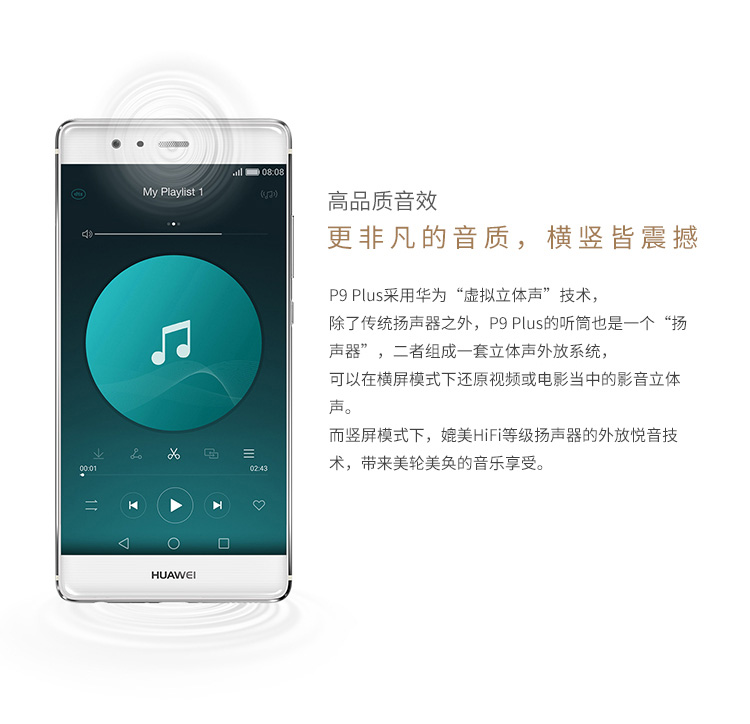 08:08
My Playlist 1
00:01
02:43
HUAWEI
高品质音效
更非凡的音质，横竖皆震撼
P9 Plus采用华为“虚拟立体声”技术，
除了传统扬声器之外，P9 Plus的听筒也是一个“扬
声器”，二者组成一套立体声外放系统，
可以在横屏模式下还原视频或电影当中的影音立体
声。
而竖屏模式下，媲美HiFi等级扬声器的外放悦音技
术，带来美轮美奂的音乐享受。